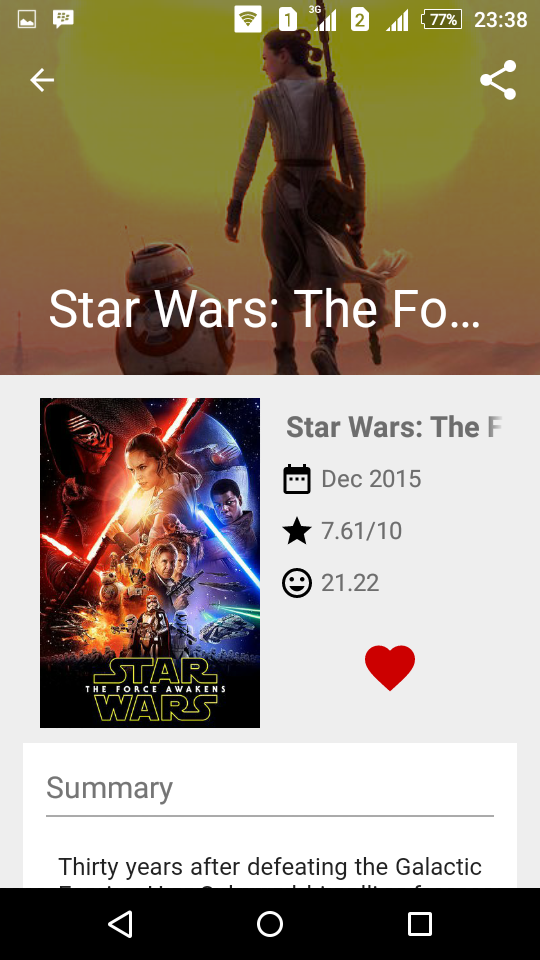 3G
1
2
77%
23:38
Star Wars: The Fo...
Star Wars: The F
Dec 2015
7.61/10
21.22
STAR
THE FORCE AWAKENS
WARS
Summary
Thirty years after defeating the Galactic